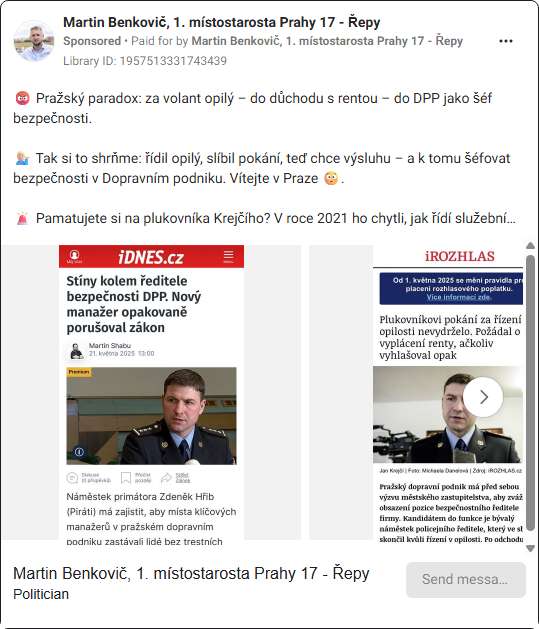 Martin Benkovič, 1. místostarosta Prahy 17 - Řepy
Sponsored • Paid for by Martin Benkovič, 1. místostarosta Prahy 17 - Řepy
Library ID: 1957513331743439
😡 Pražský paradox: za volant opilý – do důchodu s rentou – do DPP jako šéf
bezpečnosti.
🤷🏼‍♂️ Tak si to shrňme: řídil opilý, slíbil pokání, teď chce výsluhu – a k tomu šéfovat
bezpečnosti v Dopravním podniku. Vítejte v Praze 😳.
🚨 Pamatujete si na plukovníka Krejčího? V roce 2021 ho chytli, jak řídí služební…
iDNES.cz
Stíny kolem ředitele
bezpečnosti DPP. Nový
manažer opakovaně
porušoval zákon
Martin Shabu
21. května 2025 13:00
Premium
Diskuse
Přečíst
později
Sdílet
článek
Náměstek primátora Zdeněk Hřib
(Piráti) má zajistit, aby místa klíčových
manažerů v pražském dopravním
podniku zastávali lidé bez trestních
iROZHLAS
Od 1. května 2025 se mění pravidla pro
placení rozhlasového poplatku.
Více informací zde.
Plukovníkovi pokání za řízení
opilosti nevydrželo. Požádal o
vyplácení renty, ačkoliv
vyhlašoval opak
Jan Krejčí | Foto: Michaela Danelová | Zdroj: iROZHLAS.cz
Pražský dopravní podnik má před sebou
výzvu městského zastupitelstva, aby zváž
obsazení pozice bezpečnostního ředitele
firmy. Kandidátem do funkce je bývalý
náměstek policejního ředitele, který ve sl
skončil kvůli řízení v opilosti. Po odchodu
Martin Benkovič, 1. místostarosta Prahy 17 - Řepy
Politician
Send messa...